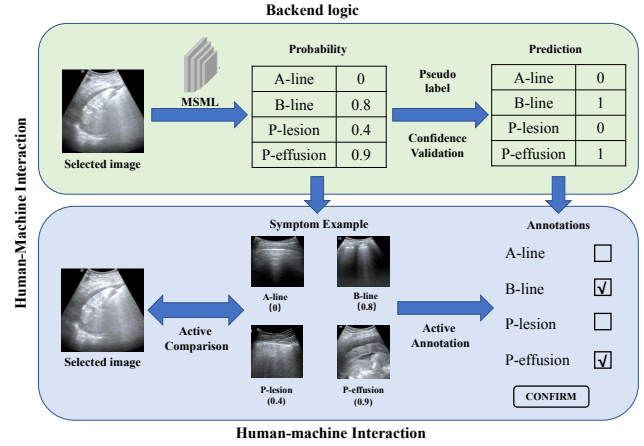 Backend logic
Human-Machine Interaction
Selected image
MSML
Probability
A-line 0
B-line 0.8
P-lesion 0.4
P-effusion 0.9
Pseudo
label
Confidence
Validation
Prediction
A-line 0
B-line 1
P-lesion 0
P-effusion 1
Selected image
Active
Comparison
Symptom Example
A-line
(0)
B-line
(0.8)
P-lesion
(0.4)
P-effusion
(0.9)
Active
Annotation
Annotations
A-line
B-line √
P-lesion
P-effusion √
CONFIRM
Human-machine Interaction